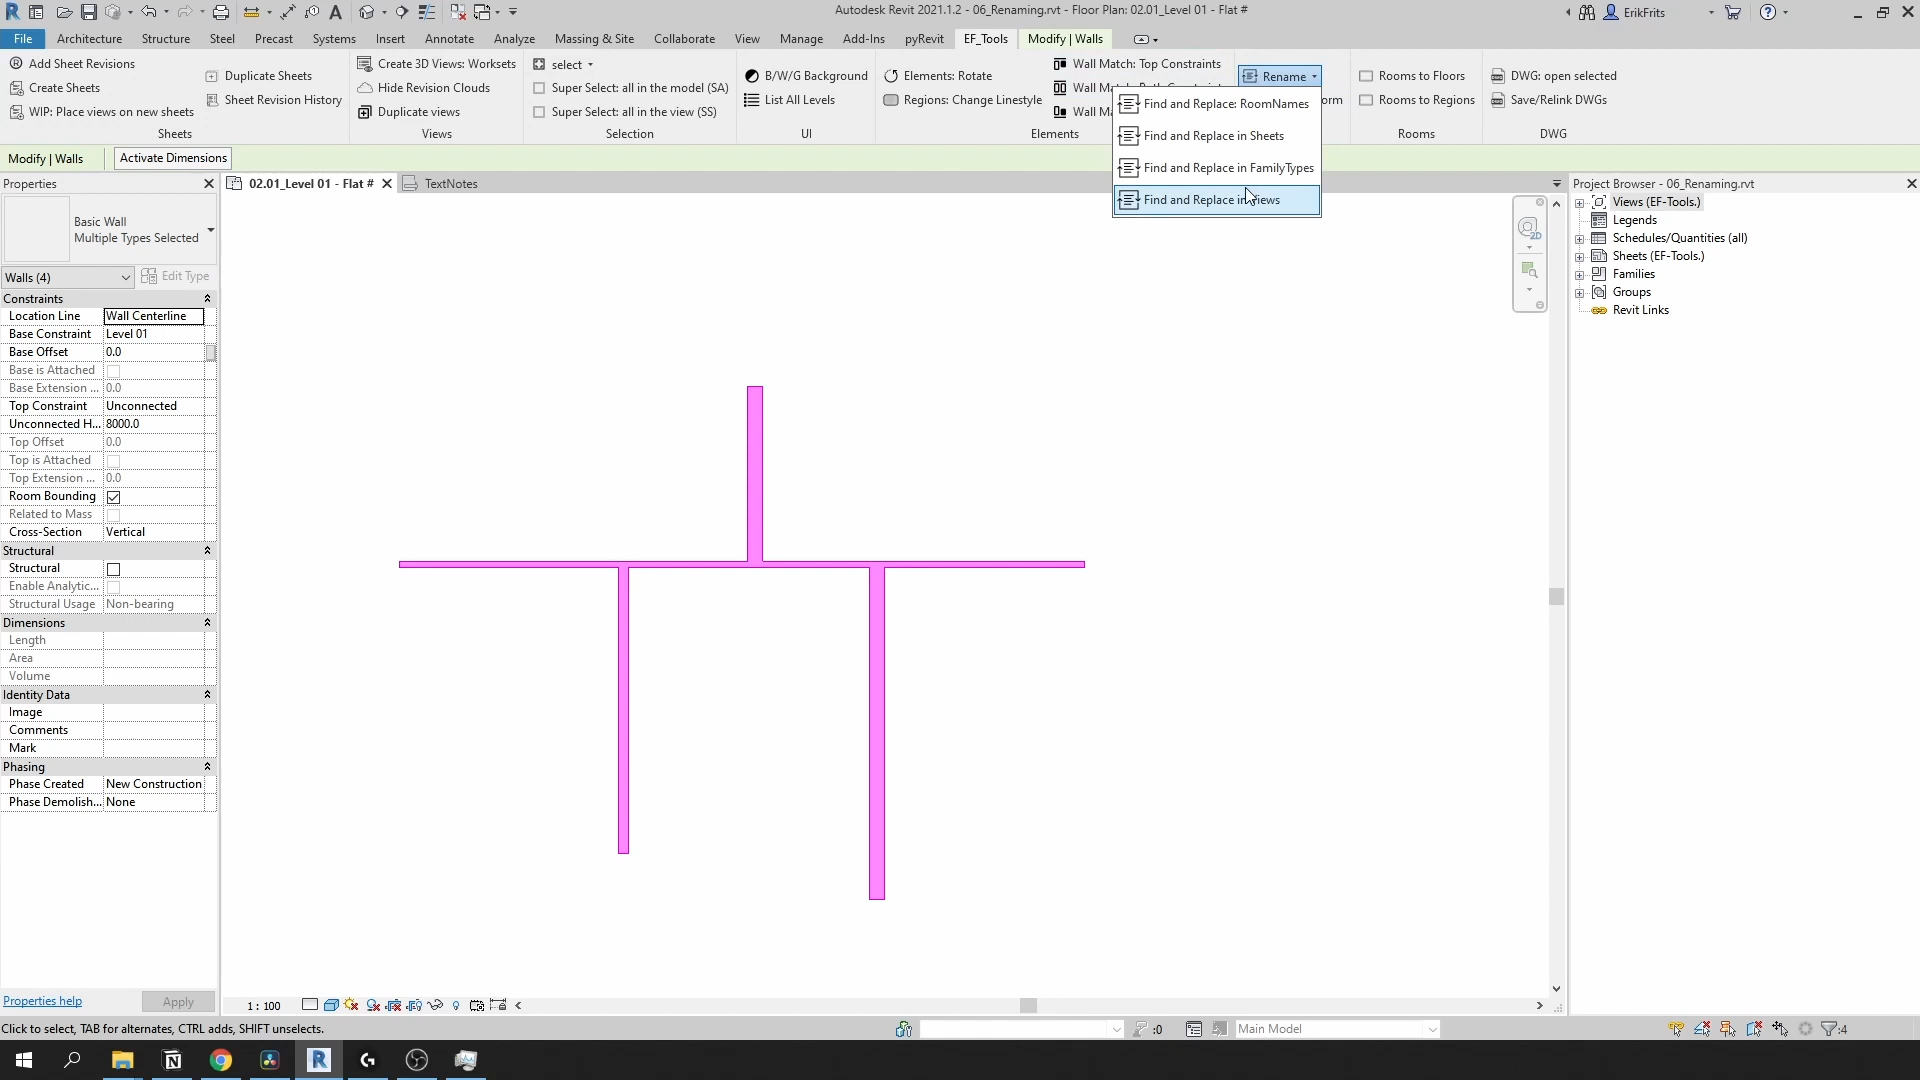 Autodesk Revit 2021.1.2 - 06_Renaming.rvt - Floor Plan: 02.01_Level 01 - Flat #
ErikFrits
File
Architecture
Structure
Steel
Precast
Systems
Insert
Annotate
Analyze
Massing & Site
Collaborate
View
Manage
Add-Ins
pyRevit
EF_Tools
Modify | Walls
Add Sheet Revisions
Create Sheets
WIP: Place views on new sheets
Duplicate Sheets
Sheet Revision History
Sheets
Create 3D Views: Worksets
Hide Revision Clouds
Duplicate views
Views
select
Super Select: all in the model (SA)
Super Select: all in the view (SS)
Selection
B/W/G Background
List All Levels
UI
Elements: Rotate
Regions: Change Linestyle
Wall Match: Top Constraints
Elements
Rename
Find and Replace: RoomNames
Find and Replace in Sheets
Find and Replace in FamilyTypes
Find and Replace in Views
Rooms to Floors
Rooms to Regions
Rooms
DWG: open selected
Save/Relink DWGs
DWG
Modify | Walls
Activate Dimensions
Properties
02.01_Level 01 - Flat #
TextNotes
Project Browser - 06_Renaming.rvt
Basic Wall
Multiple Types Selected
Walls (4)
Edit Type
Constraints
Location Line Wall Centerline
Base Constraint Level 01
Base Offset 0.0
Base is Attached
Base Extension ... 0.0
Top Constraint Unconnected
Unconnected H... 8000.0
Top Offset 0.0
Top is Attached
Top Extension ... 0.0
Room Bounding
Related to Mass
Cross-Section Vertical
Structural
Structural
Enable Analytic...
Structural Usage Non-bearing
Dimensions
Length
Area
Volume
Identity Data
Image
Comments
Mark
Phasing
Phase Created New Construction
Phase Demolish... None
Properties help
Apply
2D
Views (EF-Tools.)
Legends
Schedules/Quantities (all)
Sheets (EF-Tools.)
Families
Groups
Revit Links
1 : 100
Click to select, TAB for alternates, CTRL adds, SHIFT unselects.
:0
Main Model
:4